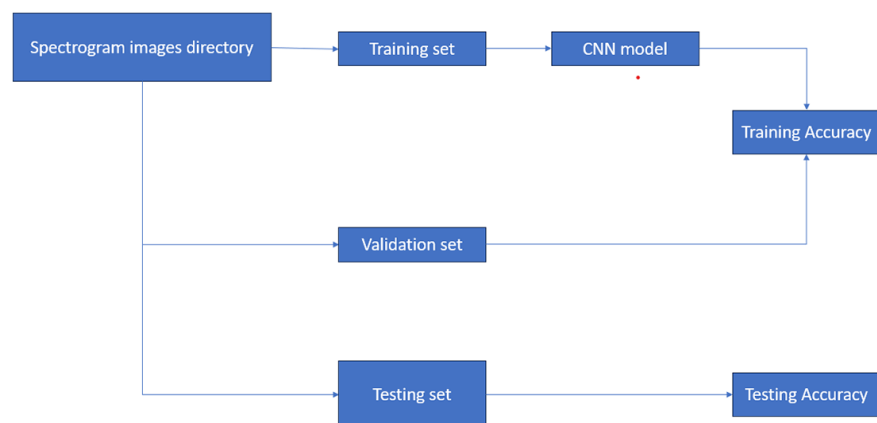 Spectrogram images directory
Training set
CNN model
Training Accuracy
Validation set
Testing set
Testing Accuracy